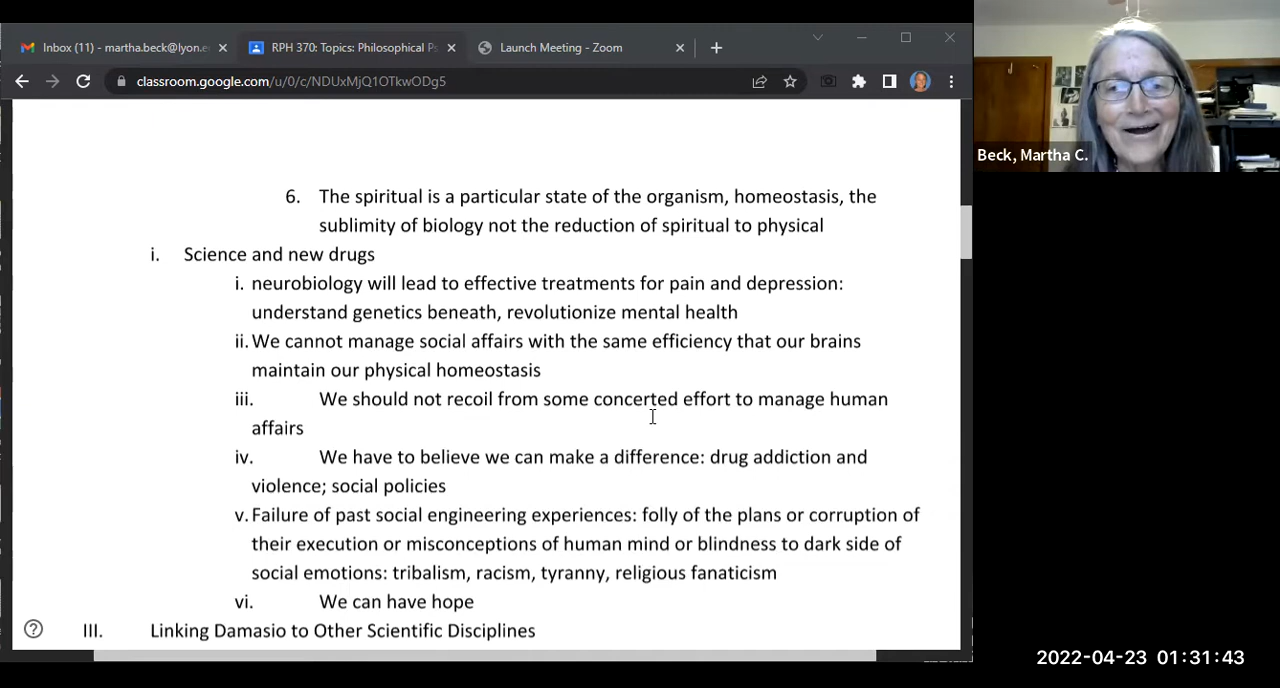 Inbox (11) - martha.beck@lyon.e
RPH 370: Topics: Philosophical Ps
Launch Meeting - Zoom
classroom.google.com/u/0/c/NDUxMjQ1OTkwODg5
Beck, Martha C.
6. The spiritual is a particular state of the organism, homeostasis, the
sublimity of biology not the reduction of spiritual to physical
i. Science and new drugs
i. neurobiology will lead to effective treatments for pain and depression:
understand genetics beneath, revolutionize mental health
ii. We cannot manage social affairs with the same efficiency that our brains
maintain our physical homeostasis
iii. We should not recoil from some concerted effort to manage human
affairs
iv. We have to believe we can make a difference: drug addiction and
violence; social policies
v. Failure of past social engineering experiences: folly of the plans or corruption of
their execution or misconceptions of human mind or blindness to dark side of
social emotions: tribalism, racism, tyranny, religious fanaticism
vi. We can have hope
III. Linking Damasio to Other Scientific Disciplines
2022-04-23 01:31:43